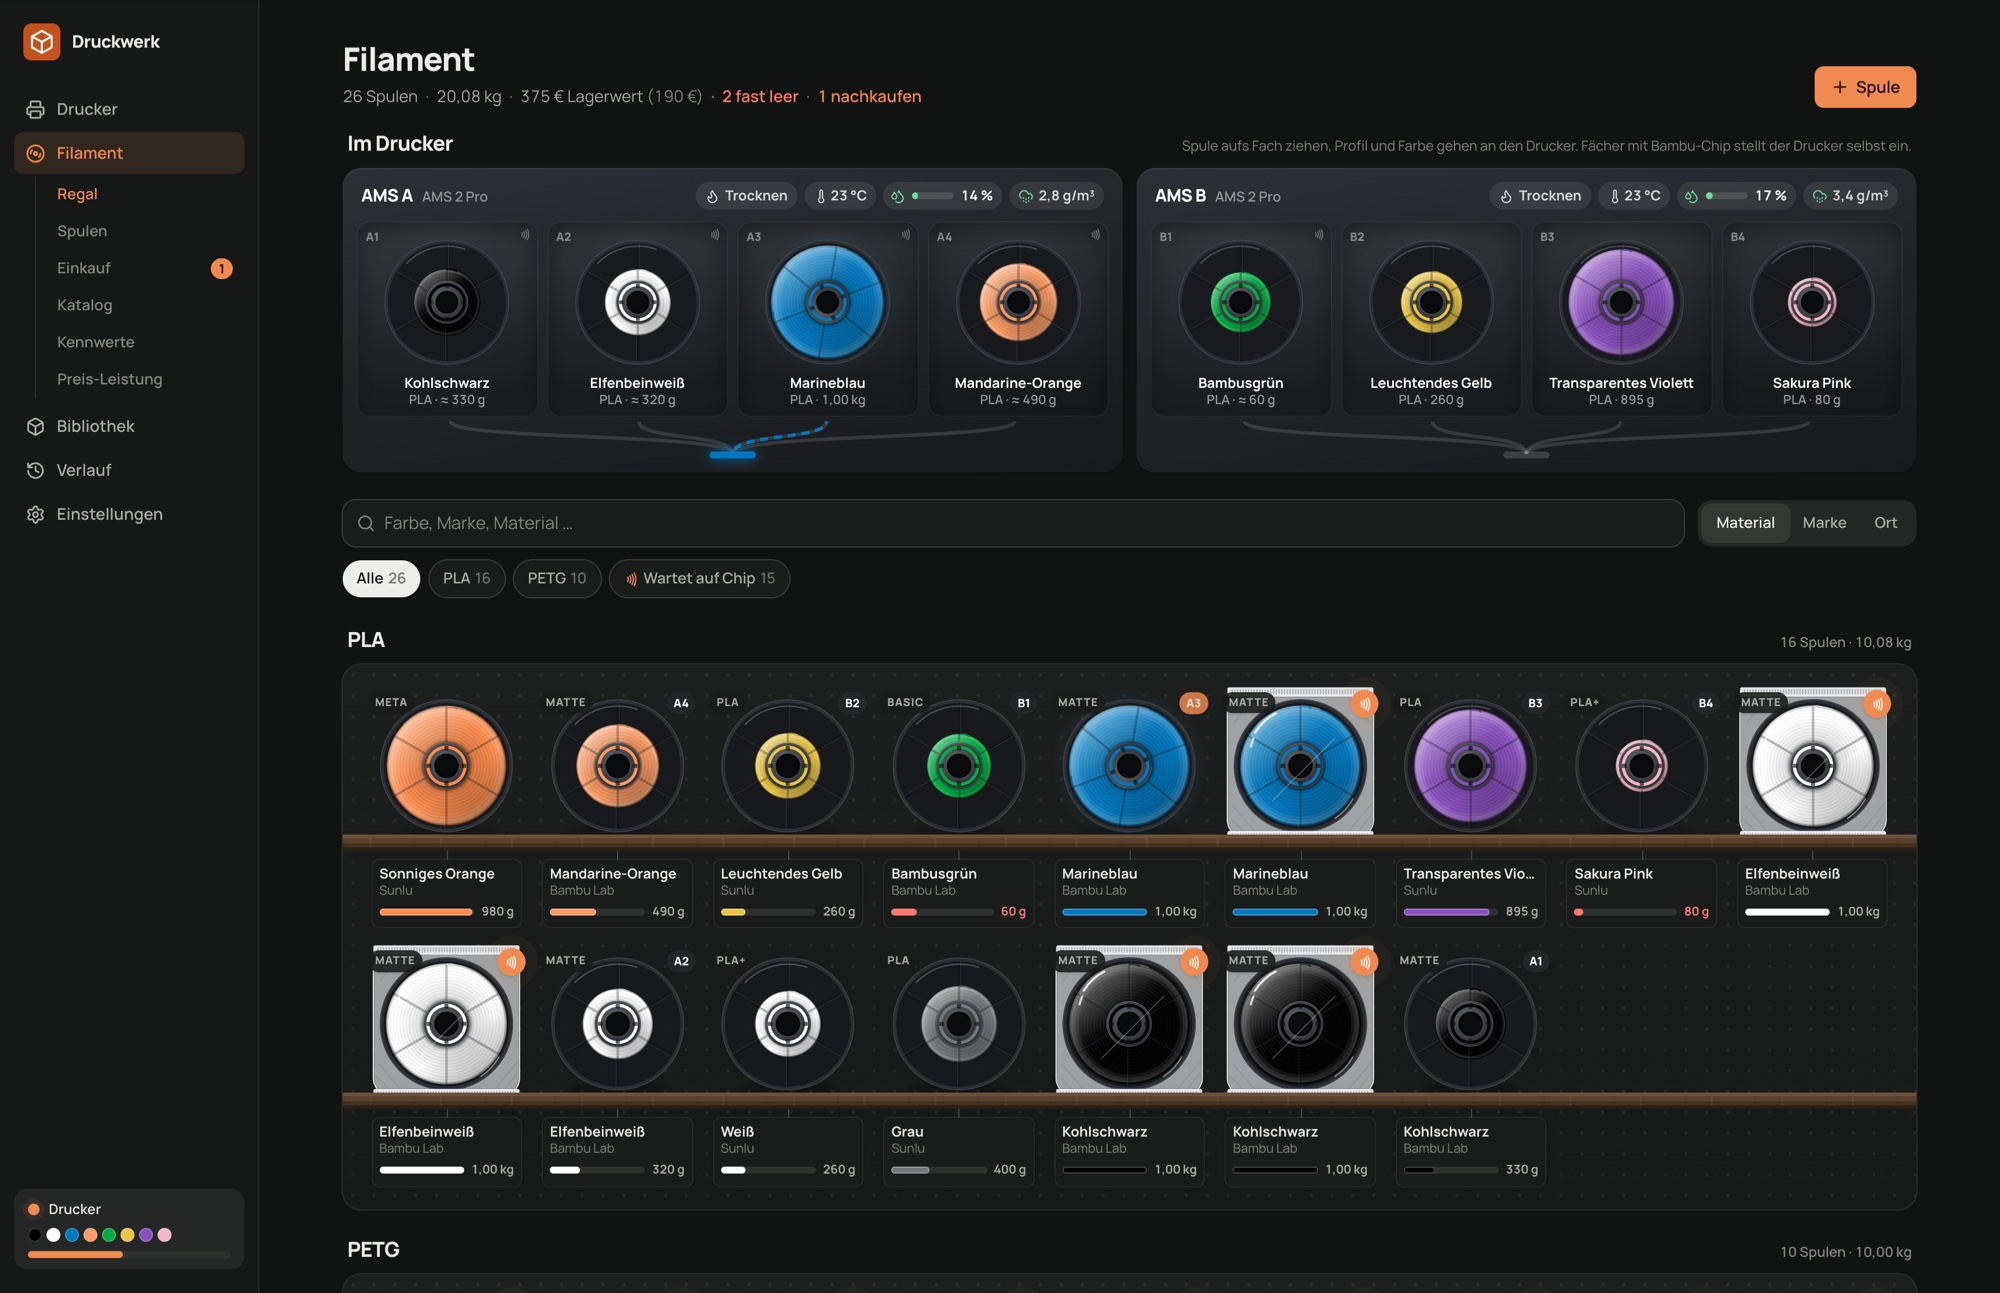 Druckwerk
Drucker
Filament
Regal
Spulen
Einkauf 1
Katalog
Kennwerte
Preis-Leistung
Bibliothek
Verlauf
Einstellungen
Drucker
Filament
26 Spulen · 20,08 kg · 375 € Lagerwert (190 €) · 2 fast leer · 1 nachkaufen
+ Spule
Im Drucker
Spule aufs Fach ziehen, Profil und Farbe gehen an den Drucker. Fächer mit Bambu-Chip stellt der Drucker selbst ein.
AMS A AMS 2 Pro Trocknen 23 °C 14 % 2,8 g/m³
A1 A2 A3 A4
Kohlschwarz Elfenbeinweiß Marineblau Mandarine-Orange
PLA · ≈ 330 g PLA · ≈ 320 g PLA · 1,00 kg PLA · ≈ 490 g
AMS B AMS 2 Pro Trocknen 23 °C 17 % 3,4 g/m³
B1 B2 B3 B4
Bambusgrün Leuchtendes Gelb Transparentes Violett Sakura Pink
PLA · ≈ 60 g PLA · 260 g PLA · 895 g PLA · 80 g
Farbe, Marke, Material ...
Material Marke Ort
Alle 26 PLA 16 PETG 10 Wartet auf Chip 15
PLA
16 Spulen · 10,08 kg
META MATTE A4 PLA B2 BASIC B1 MATTE A3 MATTE PLA B3 PLA+ B4 MATTE
Sonniges Orange Mandarine-Orange Leuchtendes Gelb Bambusgrün Marineblau Marineblau Transparentes Vio... Sakura Pink Elfenbeinweiß
Sunlu Bambu Lab Sunlu Bambu Lab Bambu Lab Bambu Lab Sunlu Sunlu Bambu Lab
980 g 490 g 260 g 60 g 1,00 kg 1,00 kg 895 g 80 g 1,00 kg
MATTE MATTE A2 PLA+ PLA MATTE MATTE MATTE A1
Elfenbeinweiß Elfenbeinweiß Weiß Grau Kohlschwarz Kohlschwarz Kohlschwarz
Bambu Lab Bambu Lab Sunlu Sunlu Bambu Lab Bambu Lab Bambu Lab
1,00 kg 320 g 260 g 400 g 1,00 kg 1,00 kg 330 g
PETG
10 Spulen · 10,00 kg